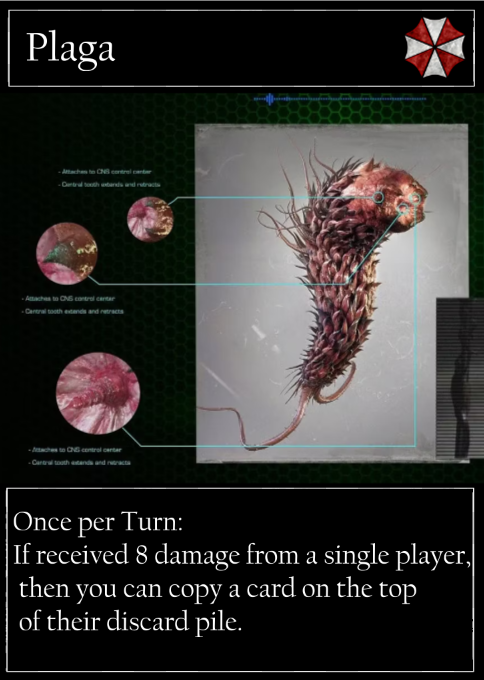 Plaga
- Attaches to CNS control center
- Central tooth extends and retracts
- Attaches to CNS control center
- Central tooth extends and retracts
- Attaches to CNS control center
- Central tooth extends and retracts
Once per Turn:
If received 8 damage from a single player,
then you can copy a card on the top
of their discard pile.